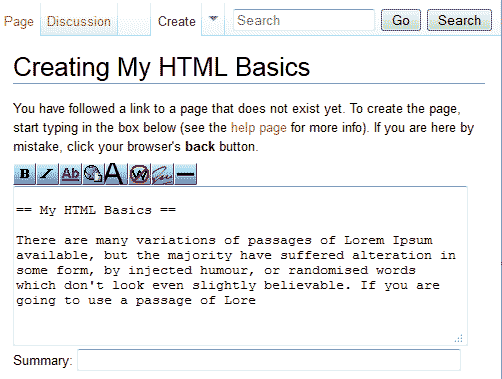 Page Discussion Create Search Go Search
Creating My HTML Basics
You have followed a link to a page that does not exist yet. To create the page,
start typing in the box below (see the help page for more info). If you are here by
mistake, click your browser's back button.
B I Ab A W
== My HTML Basics ==
There are many variations of passages of Lorem Ipsum
available, but the majority have suffered alteration in
some form, by injected humour, or randomised words
which don't look even slightly believable. If you are
going to use a passage of Lore
Summary: